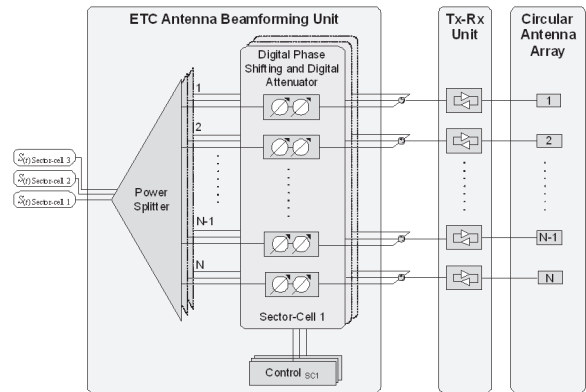 ETC Antenna Beamforming Unit
Tx-Rx
Unit
Circular
Antenna
Array
Digital Phase
Shifting and Digital
Attenuator
1
2
N-1
N
Power
Splitter
S(t) Sector-cell 3
S(t) Sector-cell 2
S(t) Sector-cell 1
1
2
N-1
N
Sector-Cell 1
Control SC1